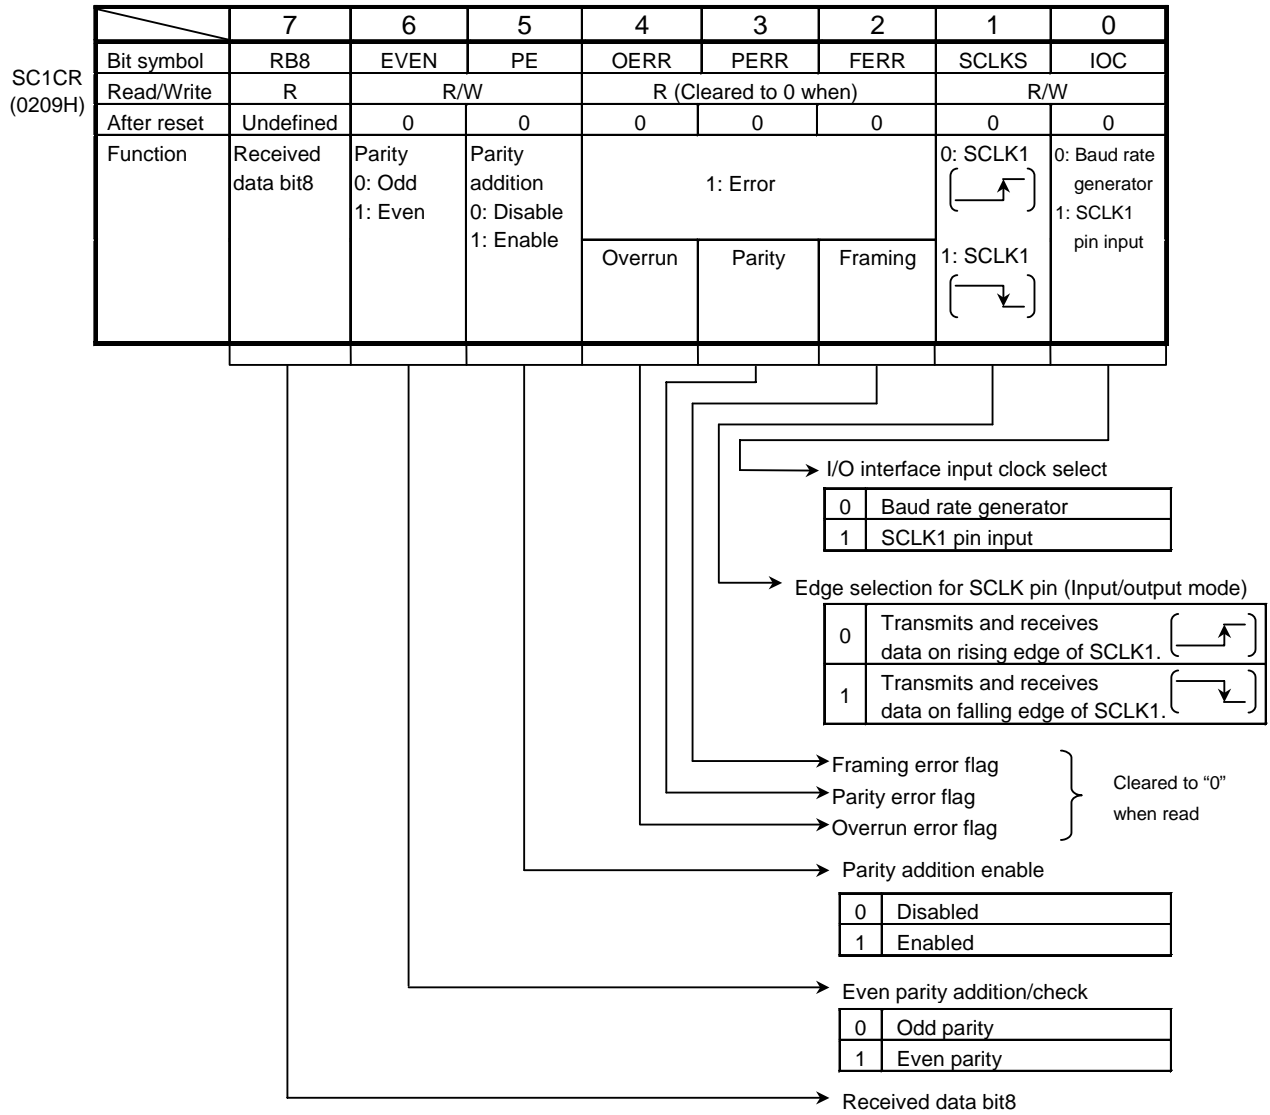 7 6 5 4 3 2 1 0
SC1CR
(0209H)
Bit symbol RB8 EVEN PE OERR PERR FERR SCLKS IOC
Read/Write R R/W R (Cleared to 0 when) R/W
After reset Undefined 0 0 0 0 0 0 0
Function
Received
data bit8
Parity
0: Odd
1: Even
Parity
addition
0: Disable
1: Enable
1: Error
Overrun Parity Framing
0: SCLK1
1: SCLK1
0: Baud rate
generator
1: SCLK1
pin input
I/O interface input clock select
0 Baud rate generator
1 SCLK1 pin input
Edge selection for SCLK pin (Input/output mode)
0 Transmits and receives
data on rising edge of SCLK1.
1 Transmits and receives
data on falling edge of SCLK1.
Framing error flag
Parity error flag
Overrun error flag
Cleared to “0”
when read
Parity addition enable
0 Disabled
1 Enabled
Even parity addition/check
0 Odd parity
1 Even parity
Received data bit8